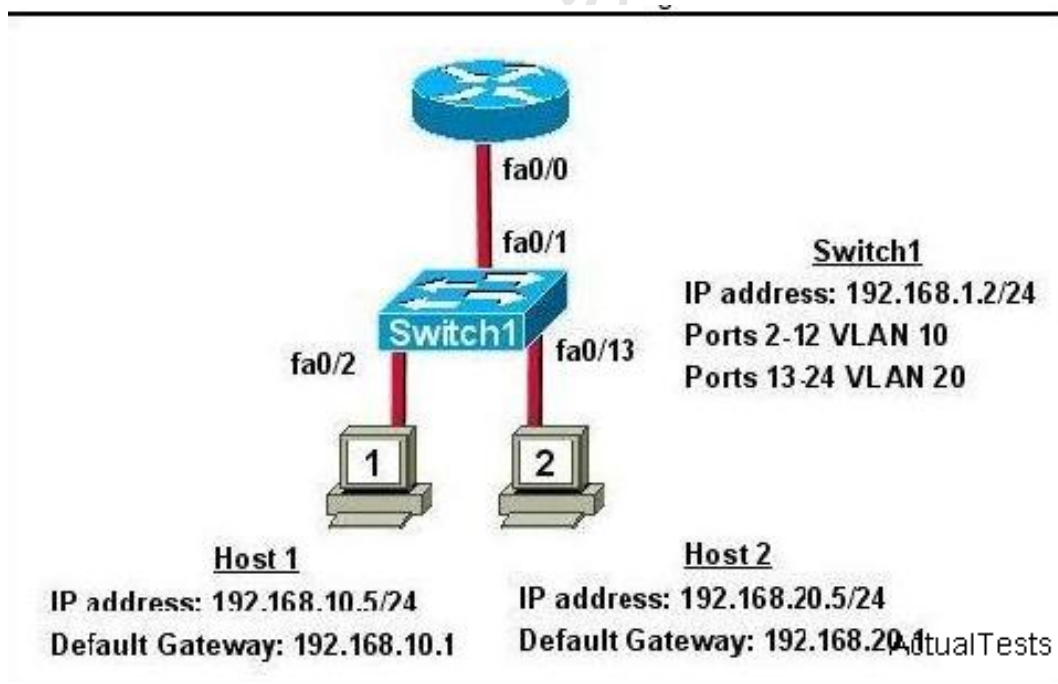 fa0/0
fa0/1
Switch1
IP address: 192.168.1.2/24
Ports 2-12 VLAN 10
Ports 13-24 VLAN 20
Switch1
fa0/2
fa0/13
1
2
Host 1
IP address: 192.168.10.5/24
Default Gateway: 192.168.10.1
Host 2
IP address: 192.168.20.5/24
Default Gateway: 192.168.20.1
ActualTests